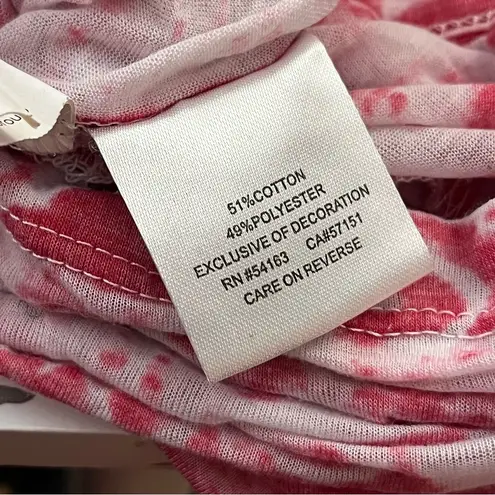 51%COTTON
49%POLYESTER
EXCLUSIVE OF DECORATION
RN #54163 CA#57151
CARE ON REVERSE